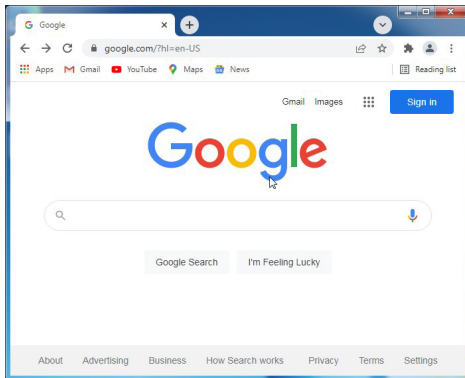 Google
google.com/?hl=en-US
Apps Gmail YouTube Maps News Reading list
Gmail Images Sign in
Google
Google Search I'm Feeling Lucky
About Advertising Business How Search works Privacy Terms Settings